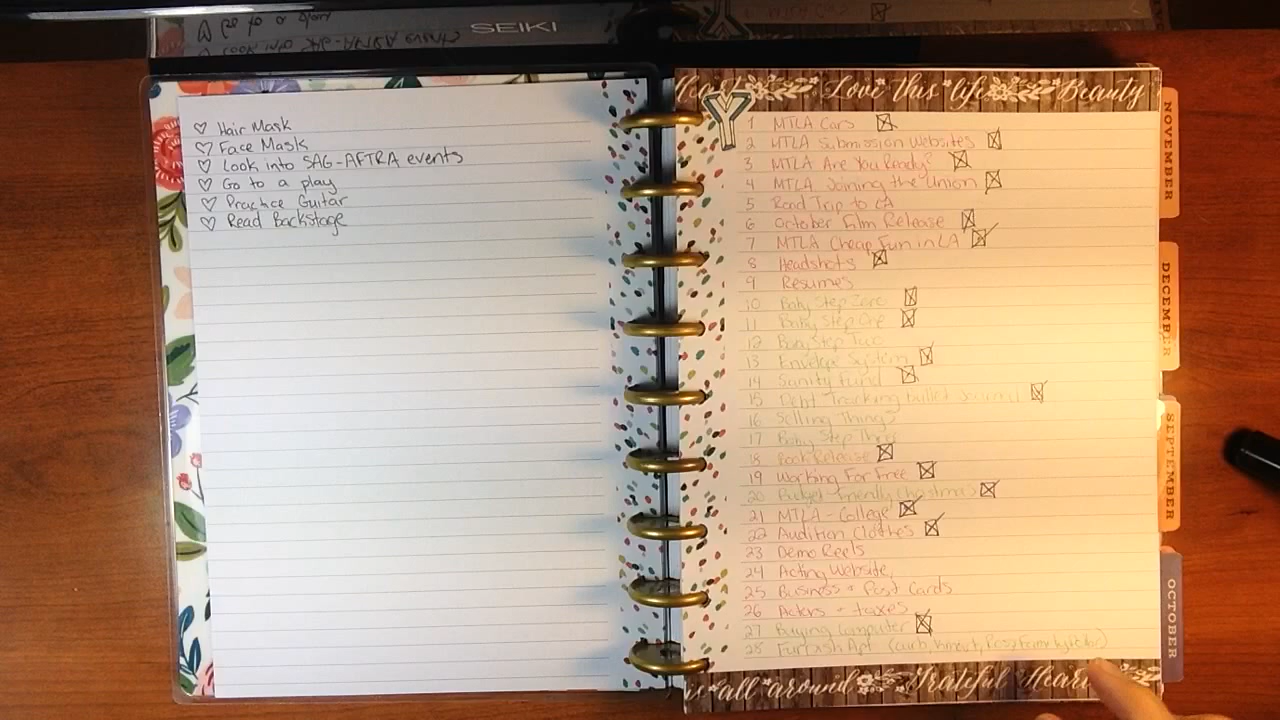 SEIKI
♡ Hair Mask
♡ Face Mask
♡ Look into SAG-AFTRA events
♡ Go to a play
♡ Practice Guitar
♡ Read Backstage
Love this life Beauty
Y
1 MTLA Cars
2 MTLA Submission Websites
3 MTLA Are You Ready?
4 MTLA Joining the Union
5 Road Trip to LA
6 October Film Release
7 MTLA Cheap Fun in LA
8 Headshots
9 Resumes
10 Baby Step Zero
11 Baby Step One
12 Baby Step Two
13 Envelope System
14 Sanity Fund
15 Debt Tracking bullet Journal
16 Selling Things
17 Baby Step Three
18 Book Release
19 Working For Free
20 Budget-friendly Christmas
21 MTLA - College
22 Audition Clothes
23 Demo Reels
24 Acting Website
25 Business + Post Cards
26 Actors + taxes
27 Buying Computer
28 Furnish Apt
is all around Grateful Heart
NOVEMBER
DECEMBER
SEPTEMBER
OCTOBER